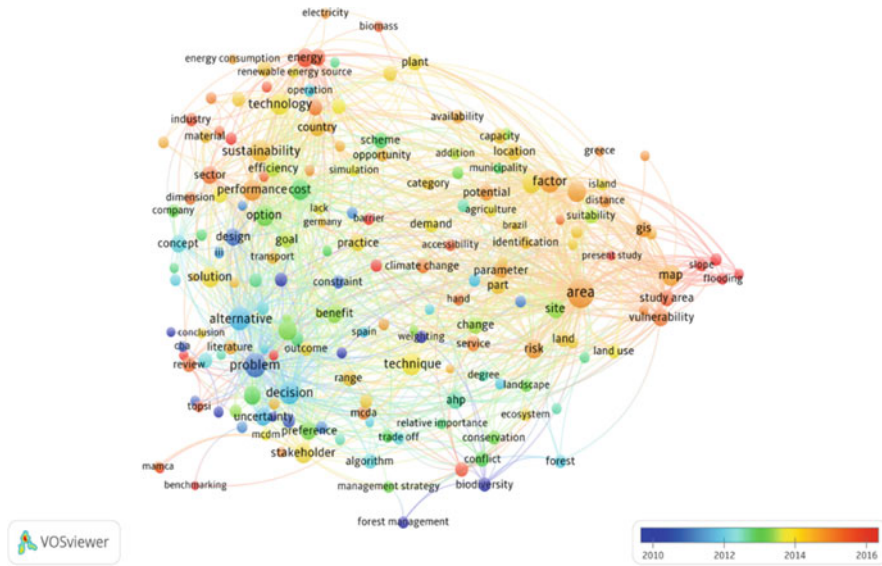 electricity
biomass
energy consumption
energy
plant
renewable energy source
operation
technology
industry
country
availability
material
scheme
capacity
sustainability
opportunity
addition
location
greece
efficiency
simulation
municipality
sector
category
factor
island
dimension
performance
cost
potential
distance
company
option
lack
barrier
agriculture
suitability
germany
demand
brazil
gis
concept
design
goal
practice
accessibility
identification
iii
transport
present study
solution
climate change
parameter
slope
constraint
part
map
flooding
area
hand
study area
alternative
benefit
site
vulnerability
conclusion
spain
weighting
change
cba
literature
outcome
service
risk
land
land use
review
problem
technique
range
degree
landscape
decision
topsi
ahp
uncertainty
mcda
ecosystem
mcdm
preference
relative importance
trade off
conservation
stakeholder
algorithm
conflict
forest
mamca
benchmarking
management strategy
biodiversity
forest management
VOSviewer
2010 2012 2014 2016